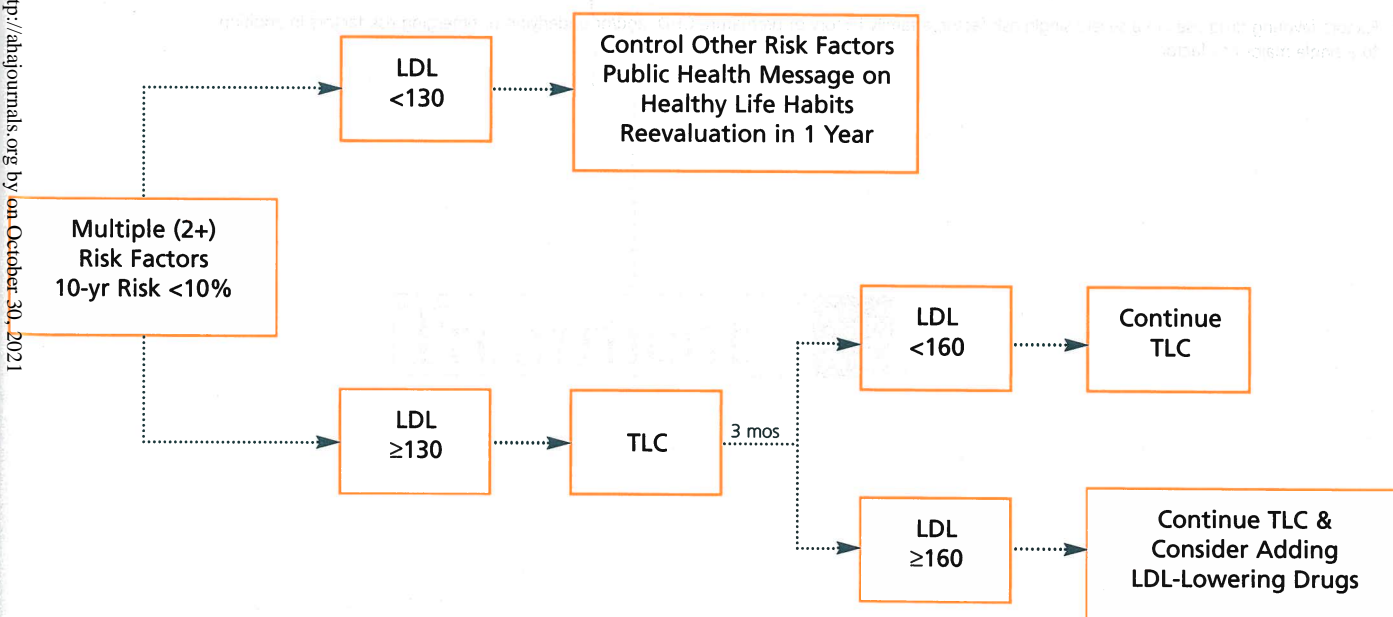 tp://ahajournals.org by on October 30, 2021
LDL
<130
Control Other Risk Factors
Public Health Message on
Healthy Life Habits
Reevaluation in 1 Year
Multiple (2+)
Risk Factors
10-yr Risk <10%
LDL
≥130
TLC
3 mos
LDL
<160
Continue
TLC
LDL
≥160
Continue TLC &
Consider Adding
LDL-Lowering Drugs